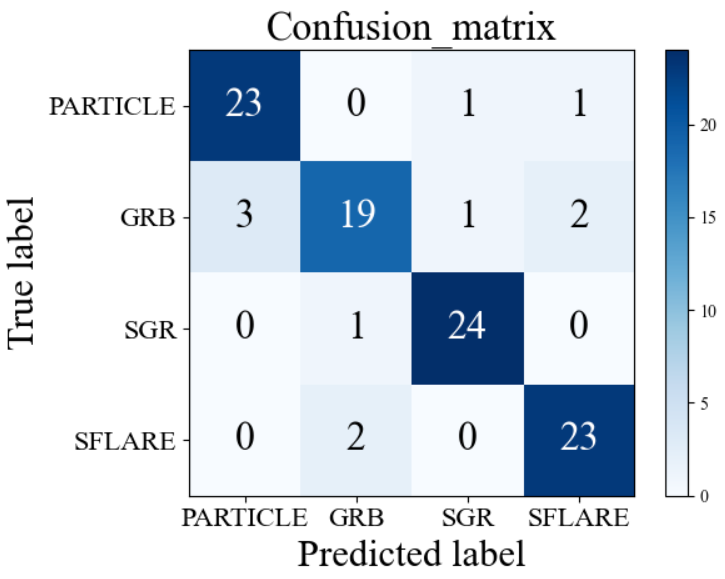 Confusion_matrix
PARTICLE 23 0 1 1
GRB 3 19 1 2
SGR 0 1 24 0
SFLARE 0 2 0 23
PARTICLE GRB SGR SFLARE
Predicted label
True label
20
15
10
5
0